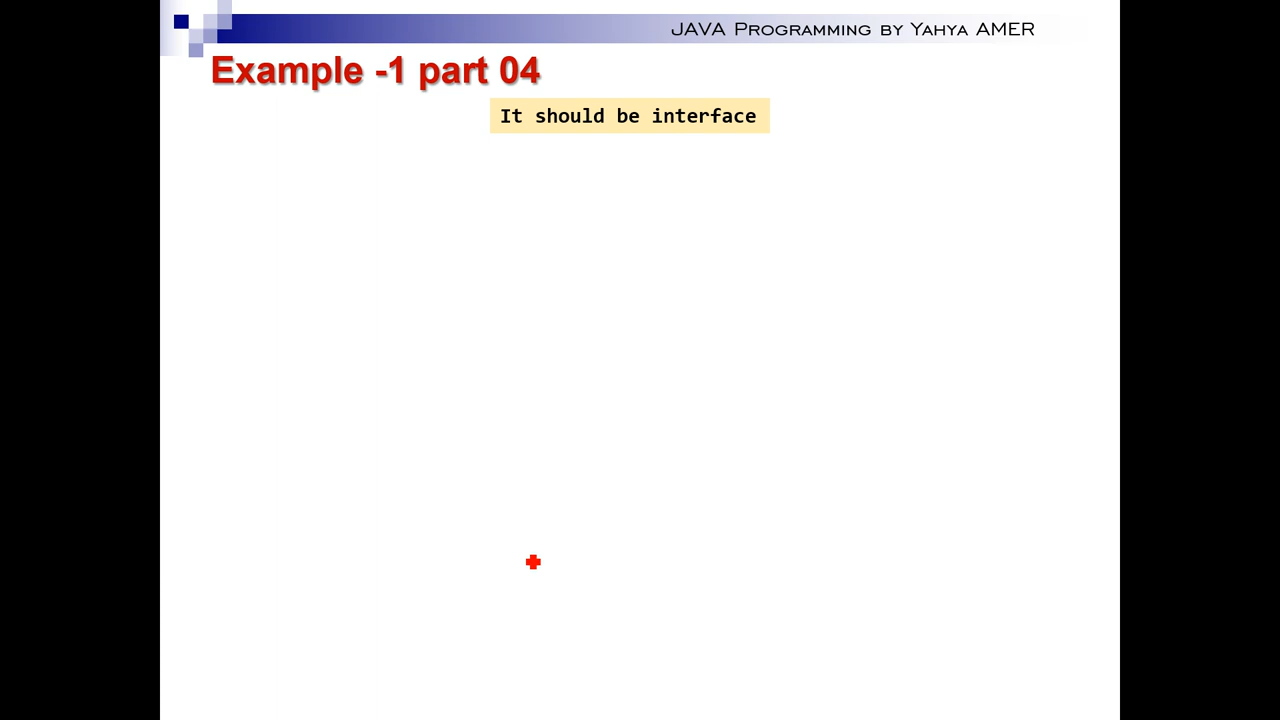 JAVA Programming by Yahya AMER
Example -1 part 04
It should be interface